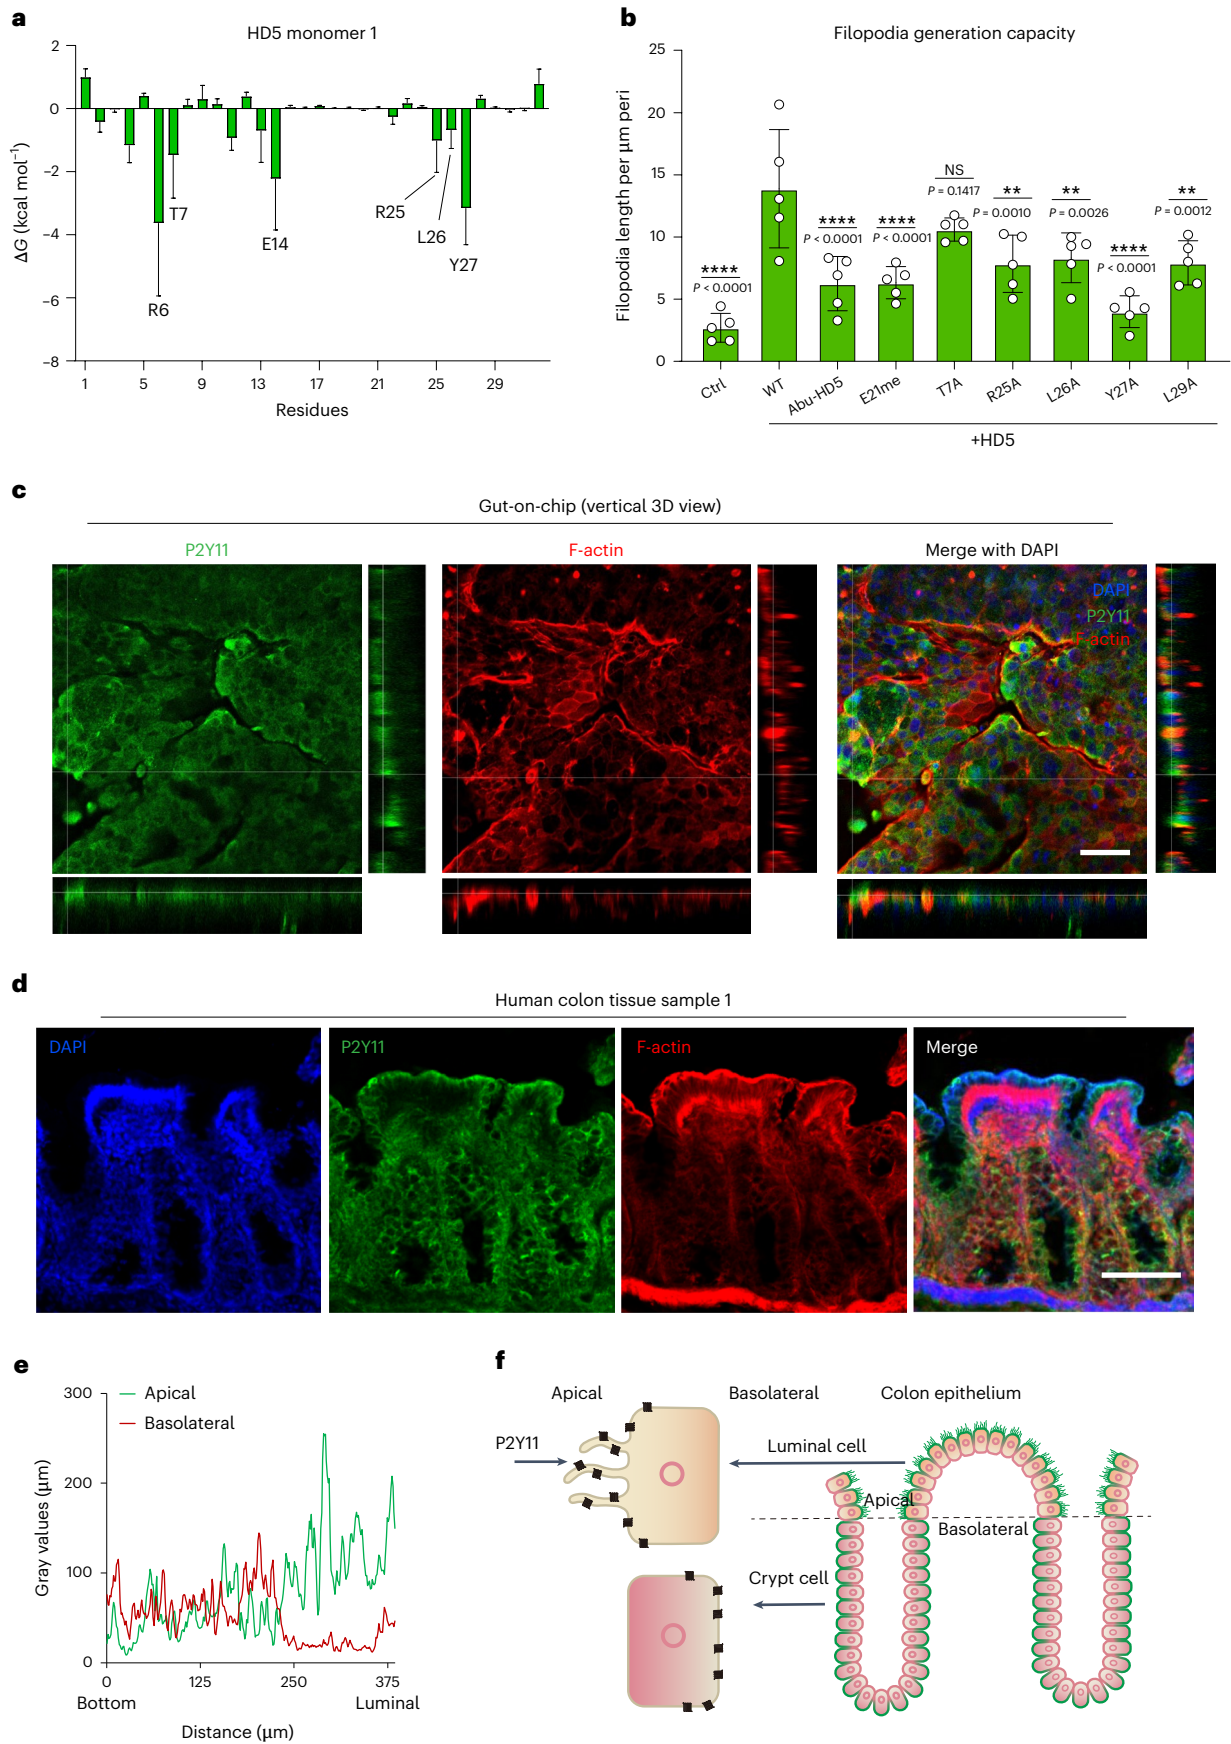 a
HD5 monomer 1
2
0
−2
−4
−6
−8
ΔG (kcal mol⁻¹)
T7
R6
E14
R25
L26
Y27
1
5
9
13
17
21
25
29
Residues
b
Filopodia generation capacity
25
20
15
10
5
0
Filopodia length per µm peri
****
P < 0.0001
****
P < 0.0001
****
P < 0.0001
NS
P = 0.1417
**
P = 0.0010
**
P = 0.0026
****
P < 0.0001
**
P = 0.0012
Ctrl
WT
Abu-HD5
E21me
T7A
R25A
L26A
Y27A
L29A
+HD5
c
Gut-on-chip (vertical 3D view)
P2Y11
F-actin
Merge with DAPI
DAPI
P2Y11
F-actin
d
Human colon tissue sample 1
DAPI
P2Y11
F-actin
Merge
e
300
200
100
0
Gray values (µm)
Apical
Basolateral
0
125
250
375
Bottom
Luminal
Distance (µm)
f
Apical
Basolateral
Colon epithelium
P2Y11
Luminal cell
Apical
Basolateral
Crypt cell